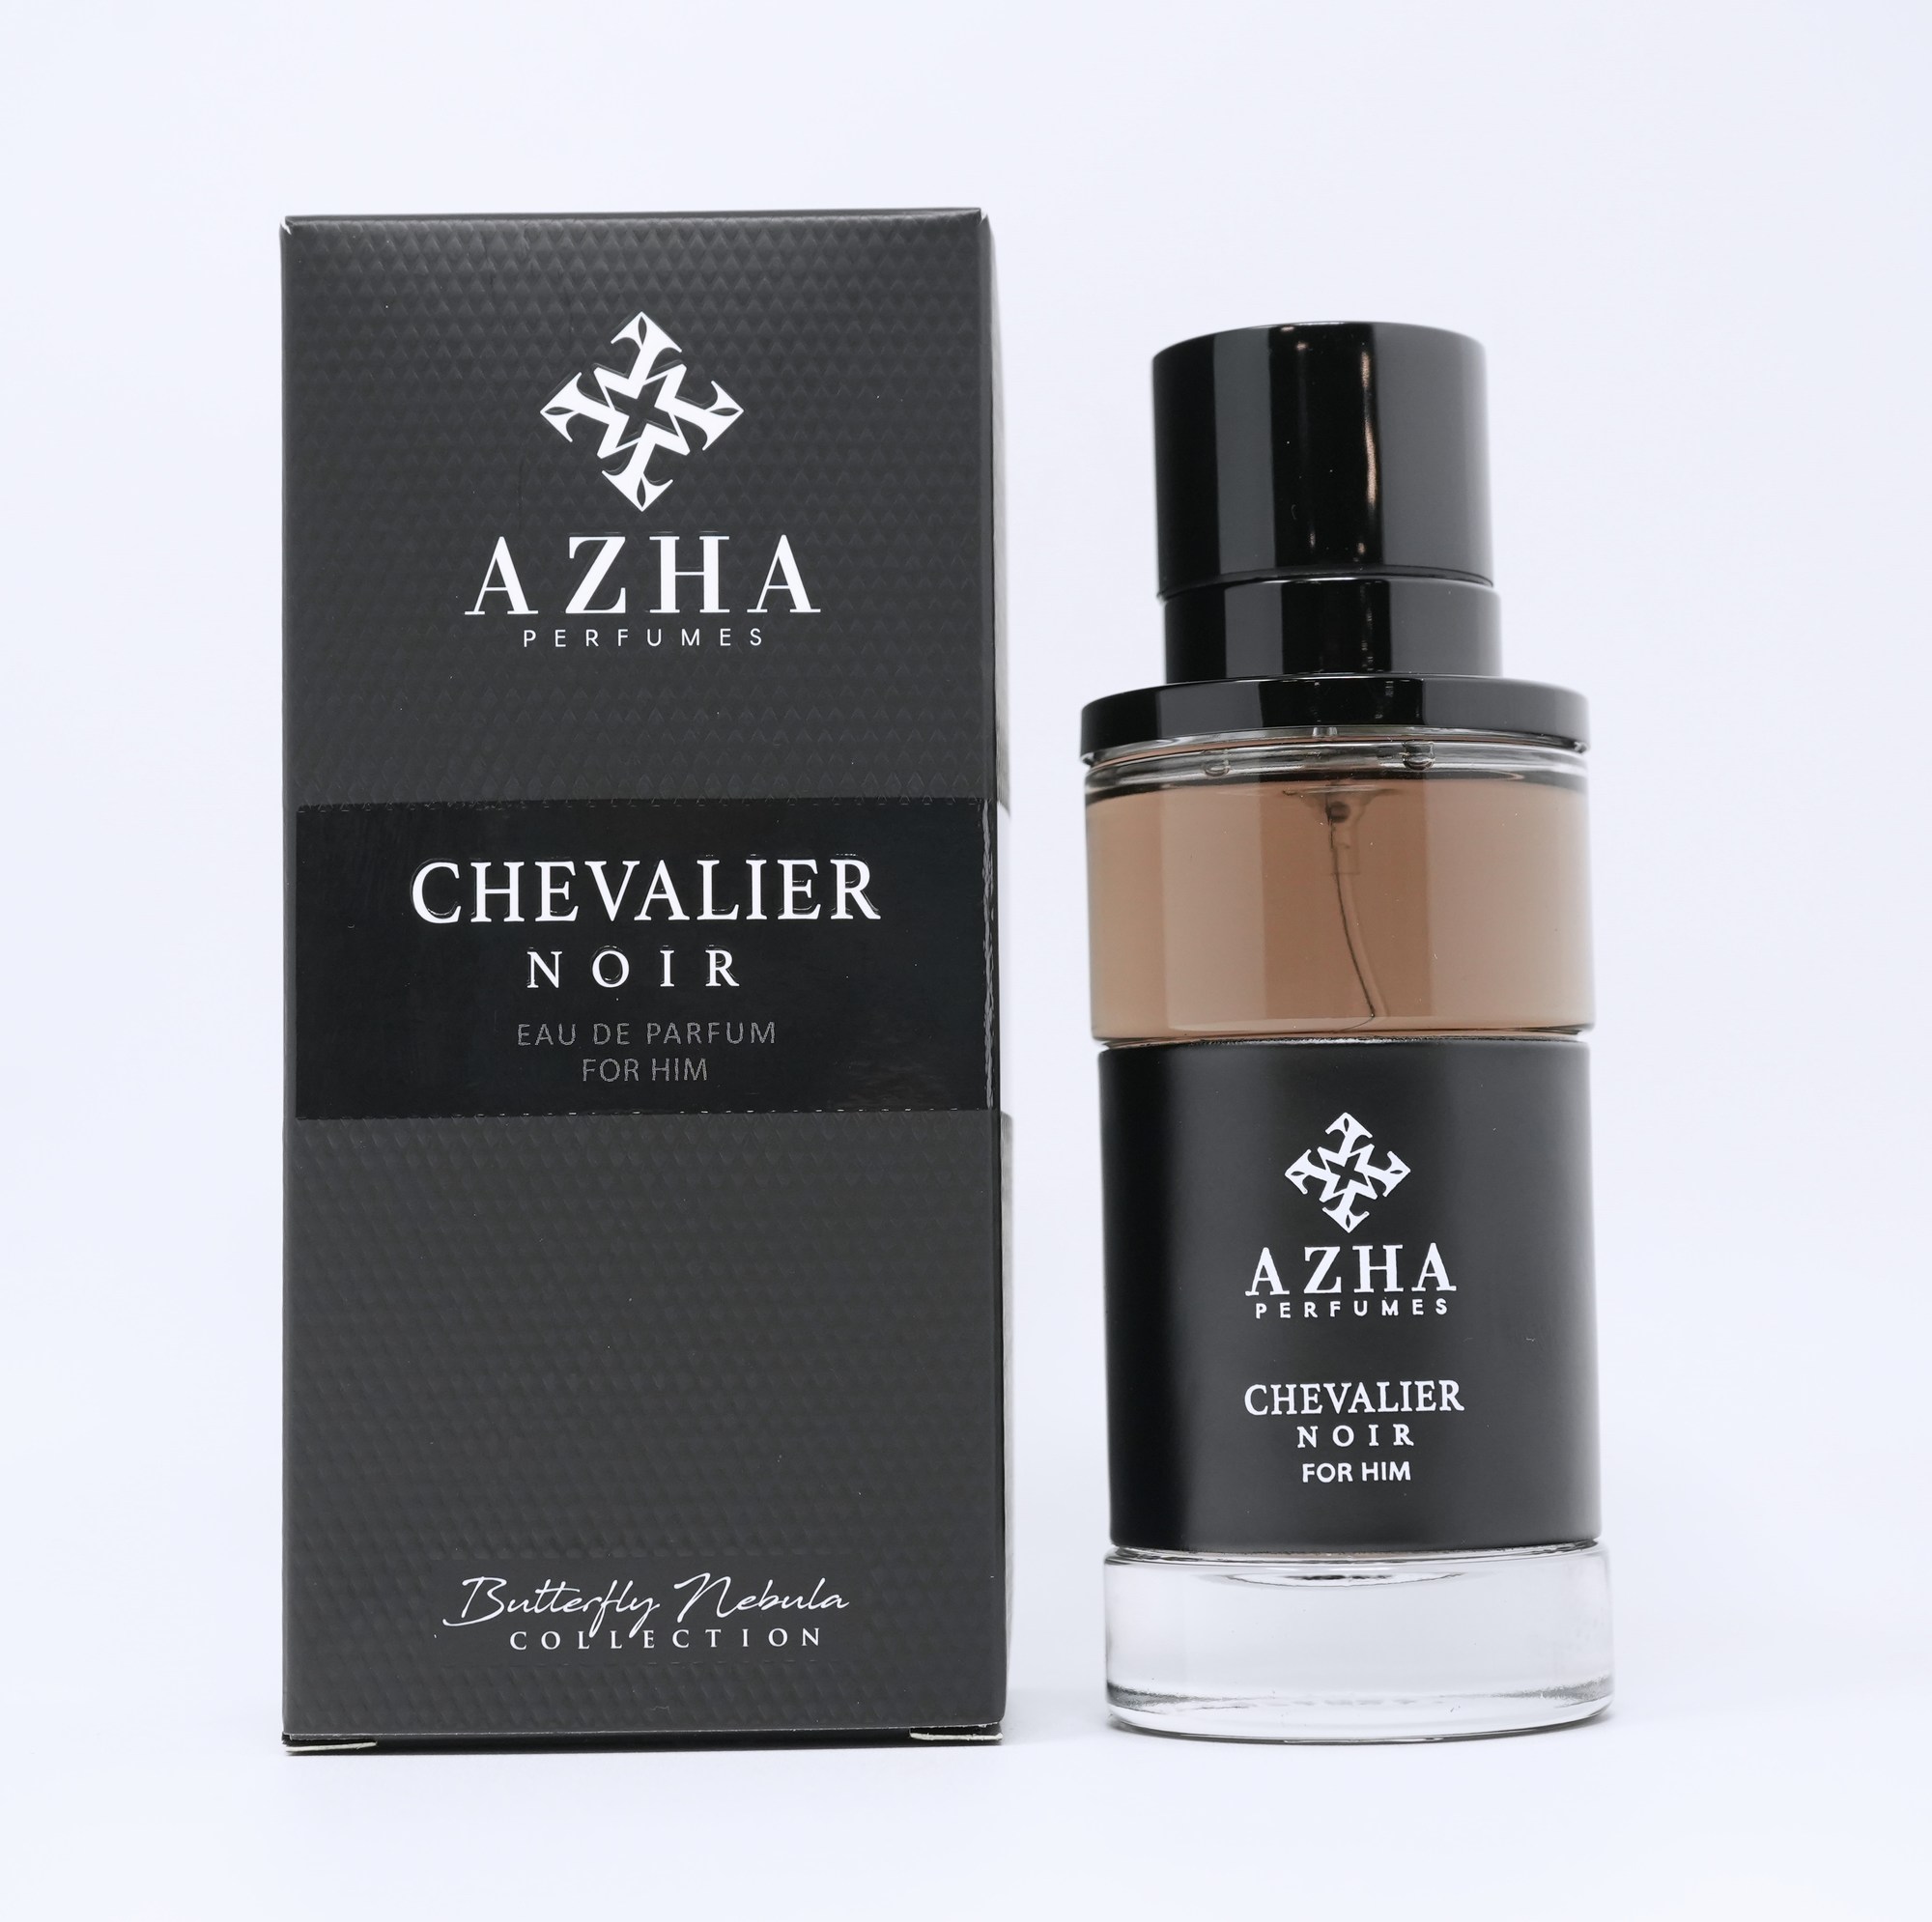 AZHA
PERFUMES
CHEVALIER
NOIR
EAU DE PARFUM
FOR HIM
Butterfly Nebula
COLLECTION
AZHA
PERFUMES
CHEVALIER
NOIR
FOR HIM